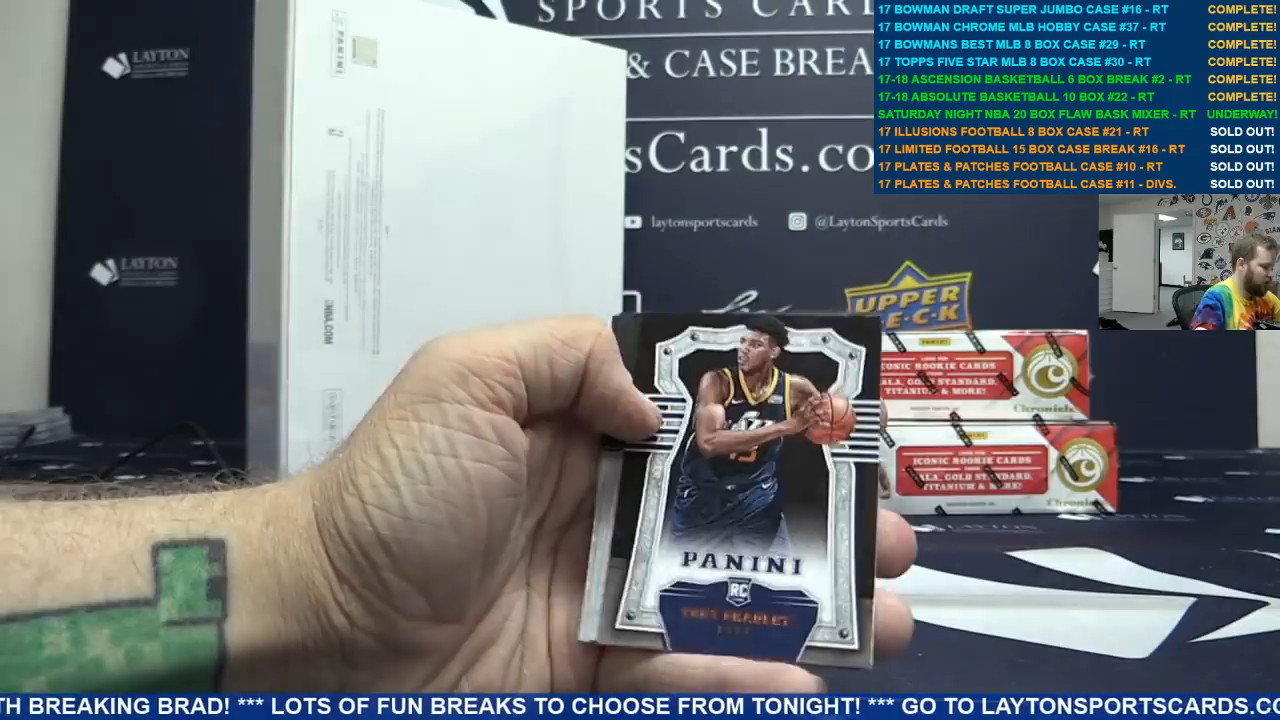 SPORTS CAR
& CASE BREA
sCards.co
laytonsportscards
@LaytonSportsCards
LAYTON
LAYTON
PANINI
NBA.COM
UPPER
DECK
17 BOWMAN DRAFT SUPER JUMBO CASE #16 - RT COMPLETE!
17 BOWMAN CHROME MLB HOBBY CASE #37 - RT COMPLETE!
17 BOWMANS BEST MLB 8 BOX CASE #29 - RT COMPLETE!
17 TOPPS FIVE STAR MLB 8 BOX CASE #30 - RT COMPLETE!
17-18 ASCENSION BASKETBALL 6 BOX BREAK #2 - RT COMPLETE!
17-18 ABSOLUTE BASKETBALL 10 BOX #22 - RT COMPLETE!
SATURDAY NIGHT NBA 20 BOX FLAW BASK MIXER - RT UNDERWAY!
17 ILLUSIONS FOOTBALL 8 BOX CASE #21 - RT SOLD OUT!
17 LIMITED FOOTBALL 15 BOX CASE BREAK #16 - RT SOLD OUT!
17 PLATES & PATCHES FOOTBALL CASE #10 - RT SOLD OUT!
17 PLATES & PATCHES FOOTBALL CASE #11 - DIVS. SOLD OUT!
PANINI
ICONIC ROOKIE CARDS
GOLD STANDARD,
TITANIUM & MORE!
Chronicles
PANINI
ICONIC ROOKIE CARDS
GALA, GOLD STANDARD,
TITANIUM & MORE!
Chronicles
PANINI
RC
TONY BRADLEY
JAZZ
TH BREAKING BRAD! *** LOTS OF FUN BREAKS TO CHOOSE FROM TONIGHT! *** GO TO LAYTONSPORTSCARDS.CO